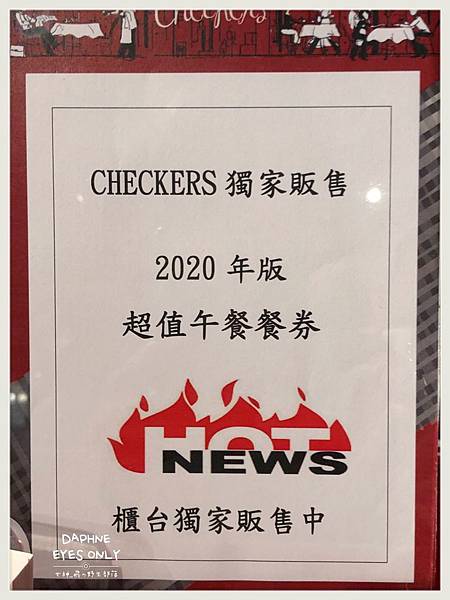 Checkers
CHECKERS 獨家販售
2020 年版
超值午餐餐券
HOT
NEWS
櫃台獨家販售中
DAPHNE
EYES ONLY